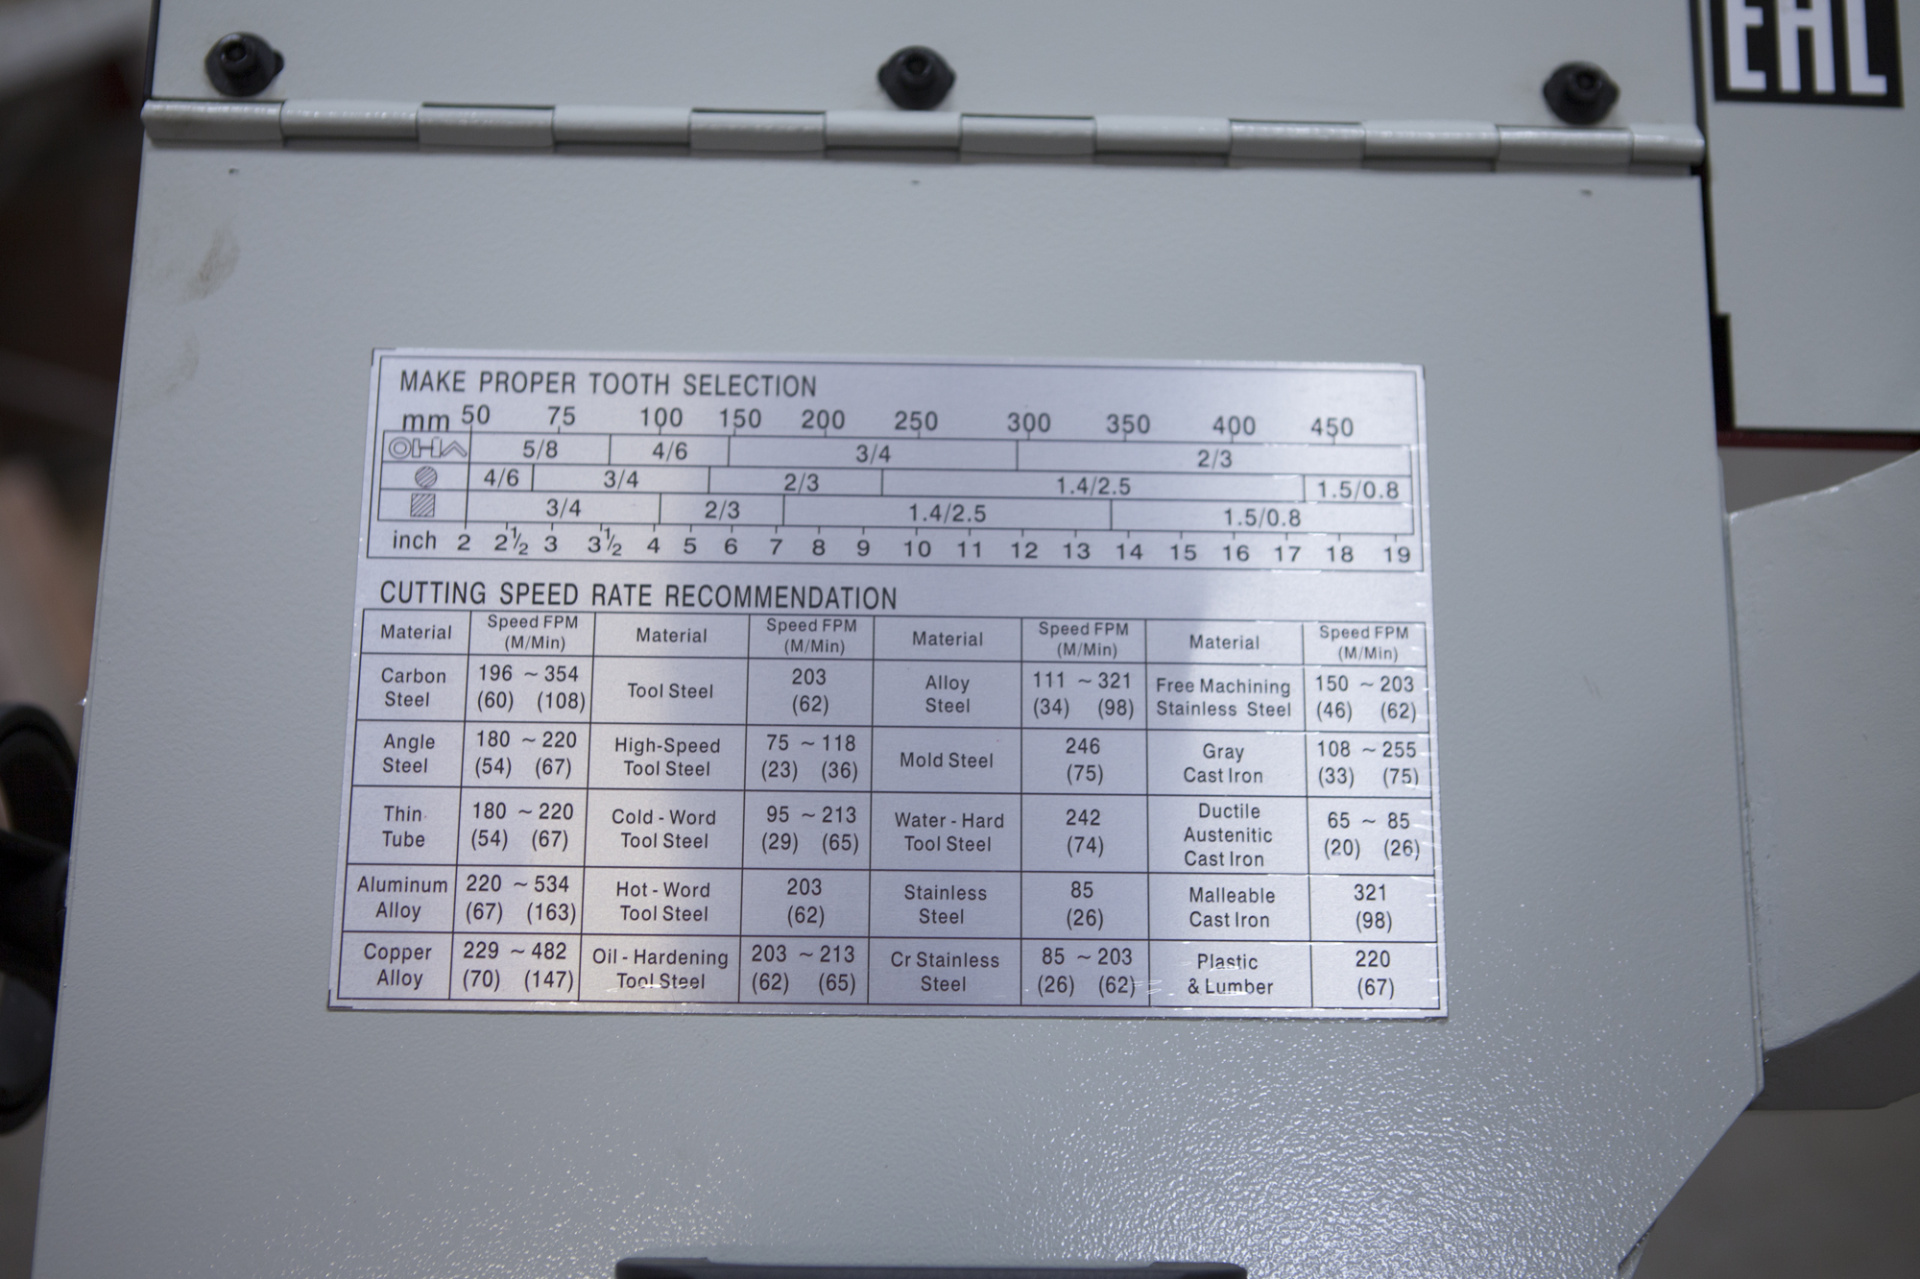 EAC
MAKE PROPER TOOTH SELECTION
mm 50 75 100 150 200 250 300 350 400 450
5/8 4/6 3/4 2/3
4/6 3/4 2/3 1.4/2.5 1.5/0.8
3/4 2/3 1.4/2.5 1.5/0.8
inch 2 2½ 3 3½ 4 5 6 7 8 9 10 11 12 13 14 15 16 17 18 19
CUTTING SPEED RATE RECOMMENDATION
Material Speed FPM (M/Min) Material Speed FPM (M/Min) Material Speed FPM (M/Min) Material Speed FPM (M/Min)
Carbon Steel 196 ~ 354 (60) (108) Tool Steel 203 (62) Alloy Steel 111 ~ 321 (34) (98) Free Machining Stainless Steel 150 ~ 203 (46) (62)
Angle Steel 180 ~ 220 (54) (67) High-Speed Tool Steel 75 ~ 118 (23) (36) Mold Steel 246 (75) Gray Cast Iron 108 ~ 255 (33) (75)
Thin Tube 180 ~ 220 (54) (67) Cold - Word Tool Steel 95 ~ 213 (29) (65) Water - Hard Tool Steel 242 (74) Ductile Austenitic Cast Iron 65 ~ 85 (20) (26)
Aluminum Alloy 220 ~ 534 (67) (163) Hot - Word Tool Steel 203 (62) Stainless Steel 85 (26) Malleable Cast Iron 321 (98)
Copper Alloy 229 ~ 482 (70) (147) Oil - Hardening Tool Steel 203 ~ 213 (62) (65) Cr Stainless Steel 85 ~ 203 (26) (62) Plastic & Lumber 220 (67)